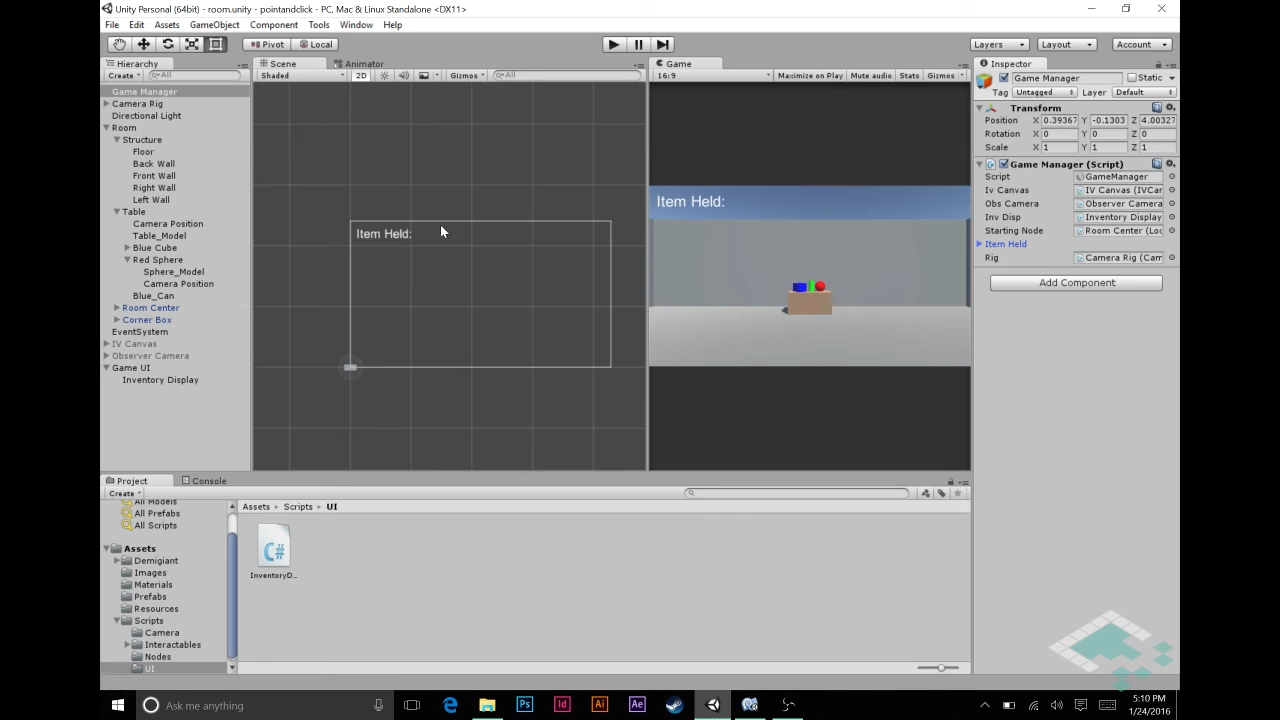 Unity Personal (64bit) - room.unity - pointandclick - PC, Mac & Linux Standalone <DX11>
File Edit Assets GameObject Component Tools Window Help
Pivot Local Layers Layout Account
Hierarchy
Create All
Game Manager
Camera Rig
Directional Light
Room
Structure
Floor
Back Wall
Front Wall
Right Wall
Left Wall
Table
Camera Position
Table_Model
Blue Cube
Red Sphere
Sphere_Model
Camera Position
Blue_Can
Room Center
Corner Box
EventSystem
IV Canvas
Observer Camera
Game UI
Inventory Display
Scene Animator
Shaded 2D Gizmos All
Item Held:
Game
16:9 Maximize on Play Mute audio Stats Gizmos
Item Held:
Inspector
Game Manager Static
Tag Untagged Layer Default
Transform
Position X 0.39367 Y -0.1303 Z 4.00327
Rotation X 0 Y 0 Z 0
Scale X 1 Y 1 Z 1
Game Manager (Script)
Script GameManager
Iv Canvas IV Canvas (IVCar
Obs Camera Observer Camera
Inv Disp Inventory Display
Starting Node Room Center (Loc
Item Held
Rig Camera Rig (Cam
Add Component
Project Console
Create
All Models
All Prefabs
All Scripts
Assets
Demigiant
Images
Materials
Prefabs
Resources
Scripts
Camera
Interactables
Nodes
UI
Assets Scripts UI
C#
InventoryD...
Ask me anything
Ps Id Ai Ae
5:10 PM
1/24/2016